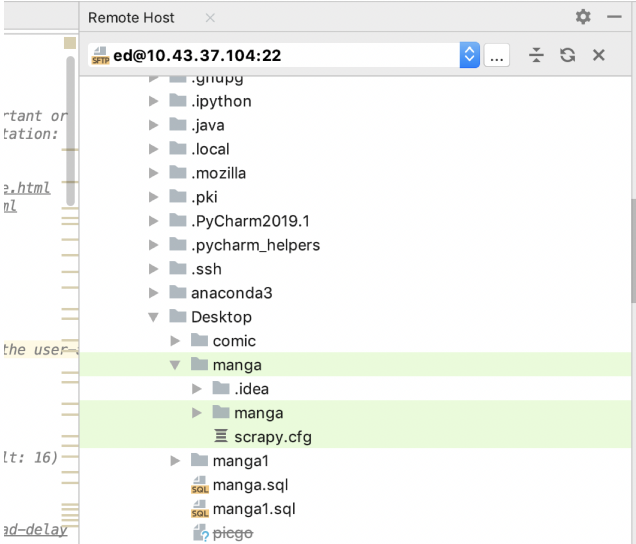 Remote Host
rtant or
tation:
e.html
ml
the user-
lt: 16)
ad-delay
SFTP ed@10.43.37.104:22 ...
.gnupg
.ipython
.java
.local
.mozilla
.pki
.PyCharm2019.1
.pycharm_helpers
.ssh
anaconda3
Desktop
comic
manga
.idea
manga
scrapy.cfg
manga1
SQL manga.sql
SQL manga1.sql
picgo